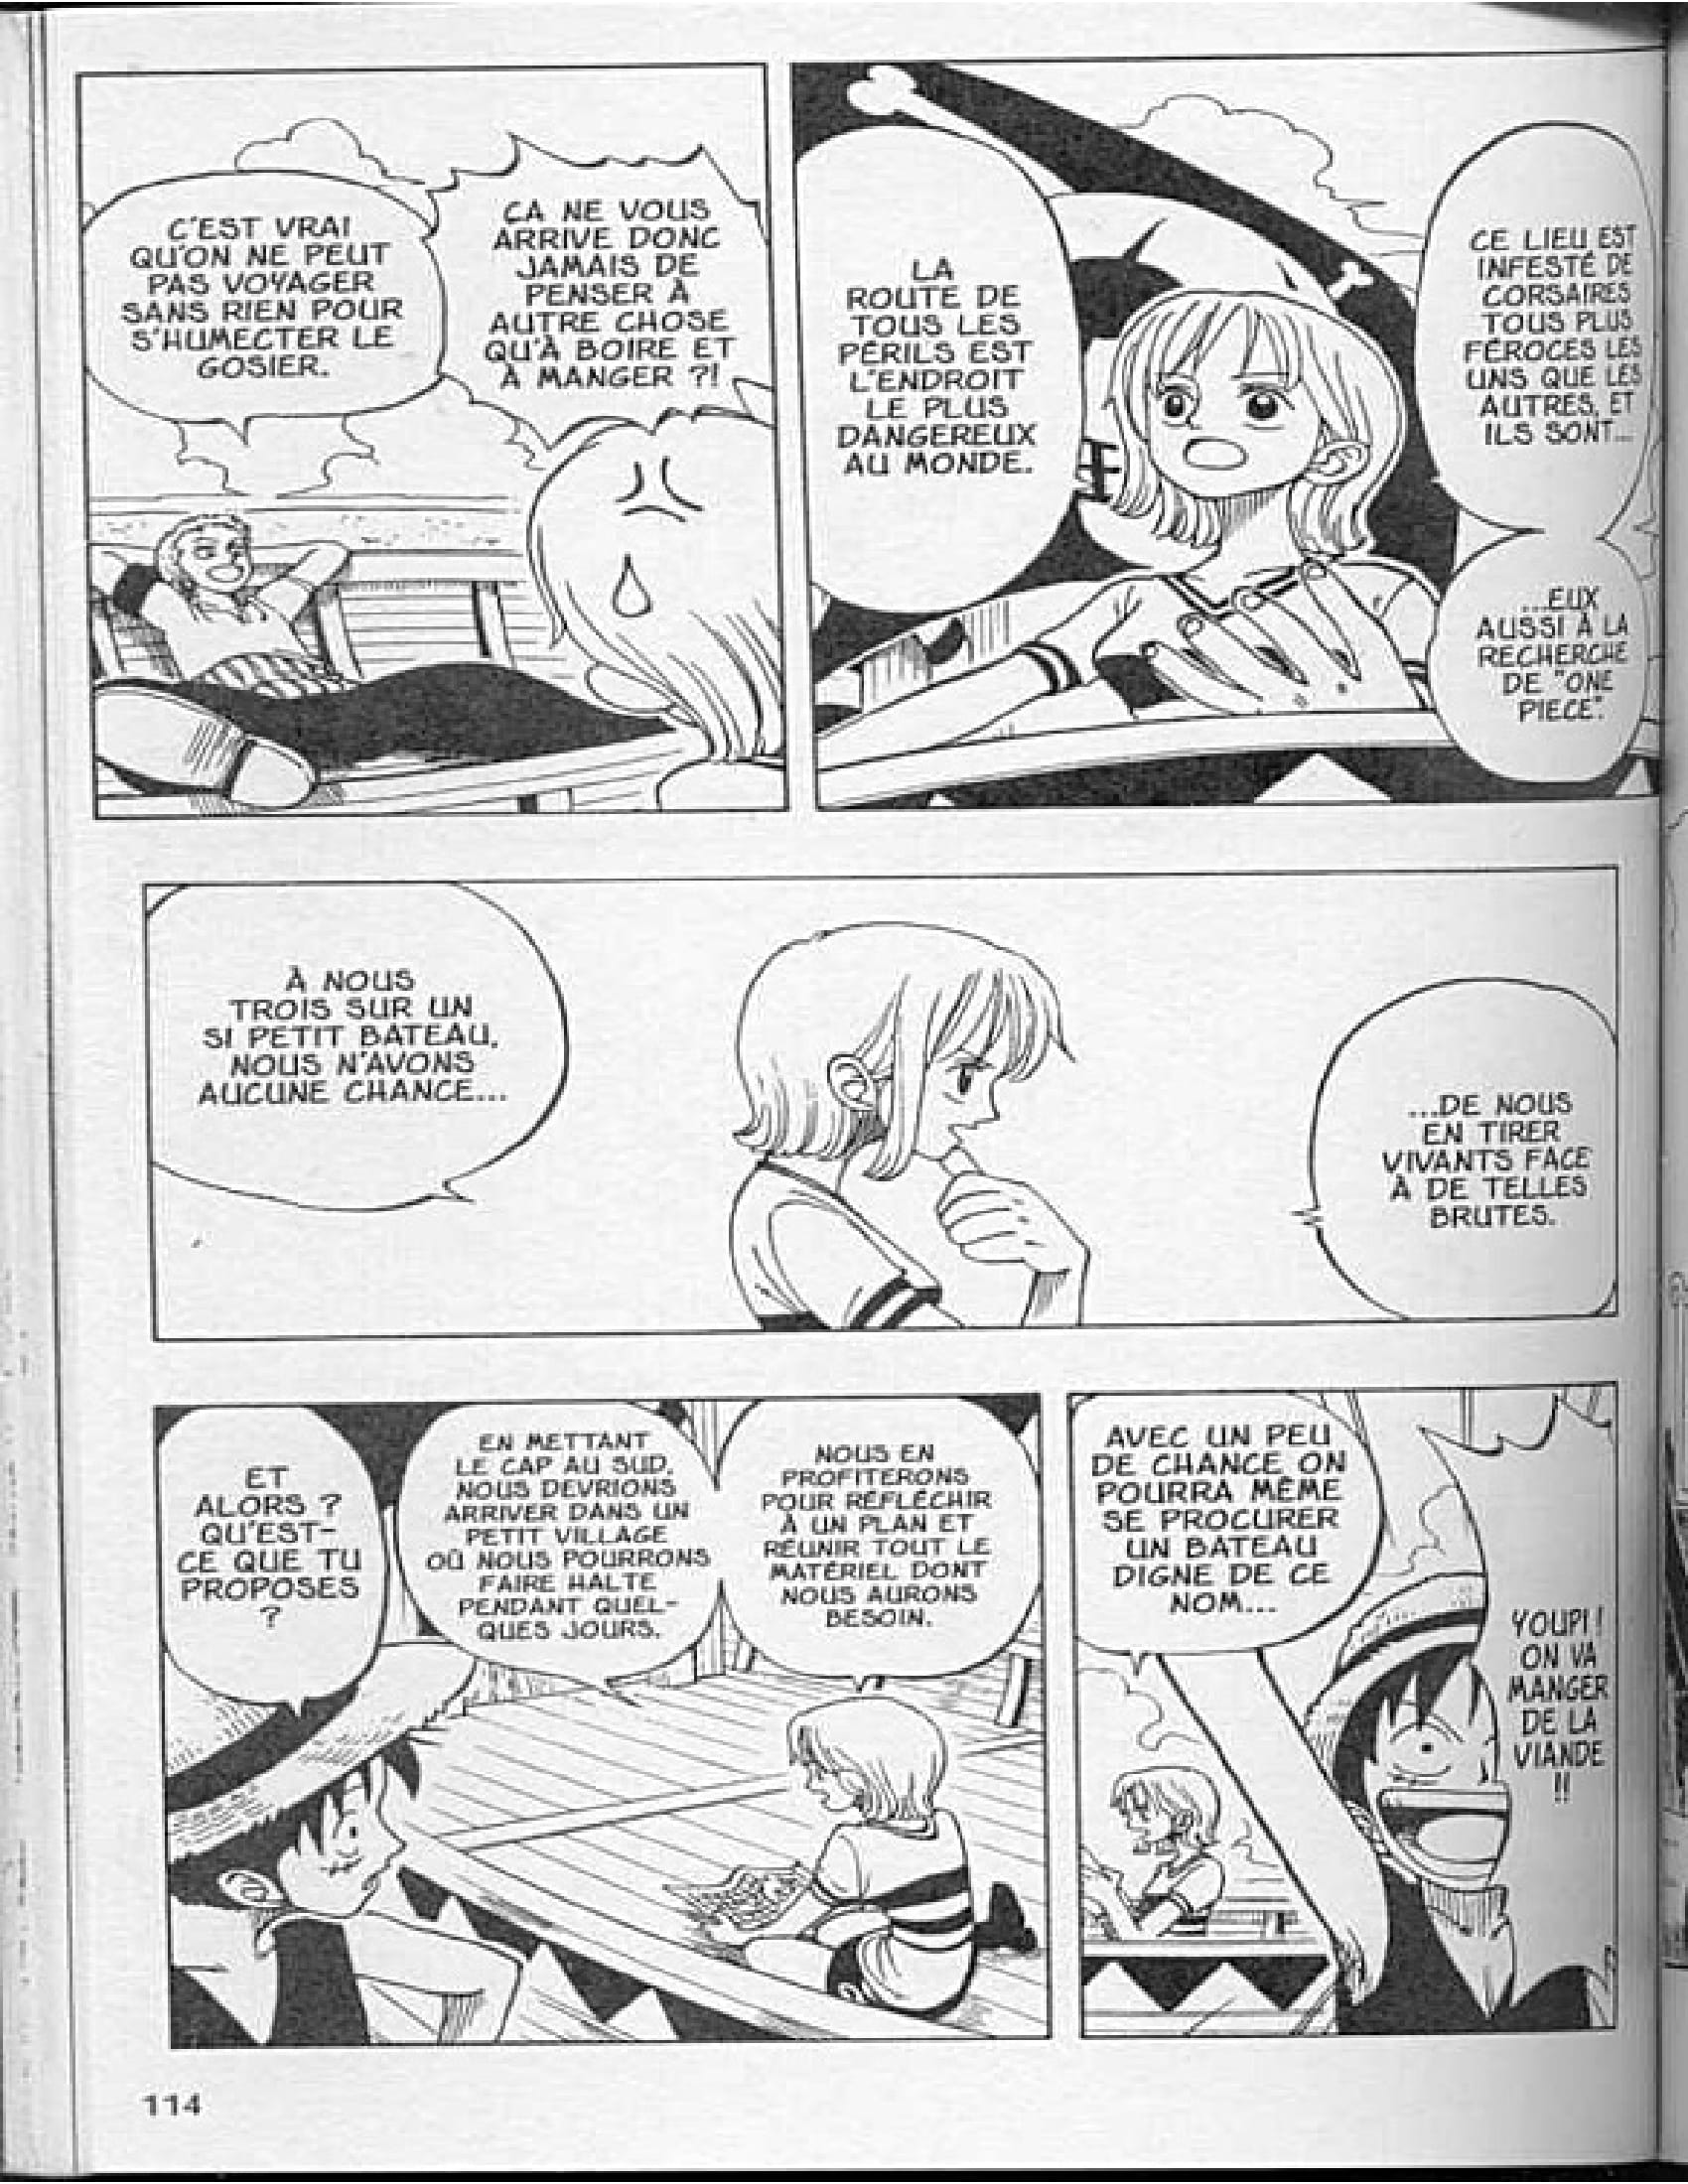 C'EST VRAI
QU'ON NE PEUT
PAS VOYAGER
SANS RIEN POUR
S'HUMECTER LE
GOSIER.
ÇA NE VOUS
ARRIVE DONC
JAMAIS DE
PENSER À
AUTRE CHOSE
QU'À BOIRE ET
À MANGER ?!
LA
ROUTE DE
TOUS LES
PÉRILS EST
L'ENDROIT
LE PLUS
DANGEREUX
AU MONDE.
CE LIEU EST
INFESTÉ DE
CORSAIRES
TOUS PLUS
FÉROCES LES
UNS QUE LES
AUTRES, ET
ILS SONT...
...EUX
AUSSI À LA
RECHERCHE
DE "ONE
PIECE".
À NOUS
TROIS SUR UN
SI PETIT BATEAU,
NOUS N'AVONS
AUCUNE CHANCE...
...DE NOUS
EN TIRER
VIVANTS FACE
À DE TELLES
BRUTES.
ET
ALORS ?
QU'EST-
CE QUE TU
PROPOSES
?
EN METTANT
LE CAP AU SUD,
NOUS DEVRIONS
ARRIVER DANS UN
PETIT VILLAGE
OÙ NOUS POURRONS
FAIRE HALTE
PENDANT QUEL-
QUES JOURS.
NOUS EN
PROFITERONS
POUR RÉFLÉCHIR
À UN PLAN ET
RÉUNIR TOUT LE
MATÉRIEL DONT
NOUS AURONS
BESOIN.
AVEC UN PEU
DE CHANCE ON
POURRA MÊME
SE PROCURER
UN BATEAU
DIGNE DE CE
NOM...
YOUPI !
ON VA
MANGER
DE LA
VIANDE
!!
114